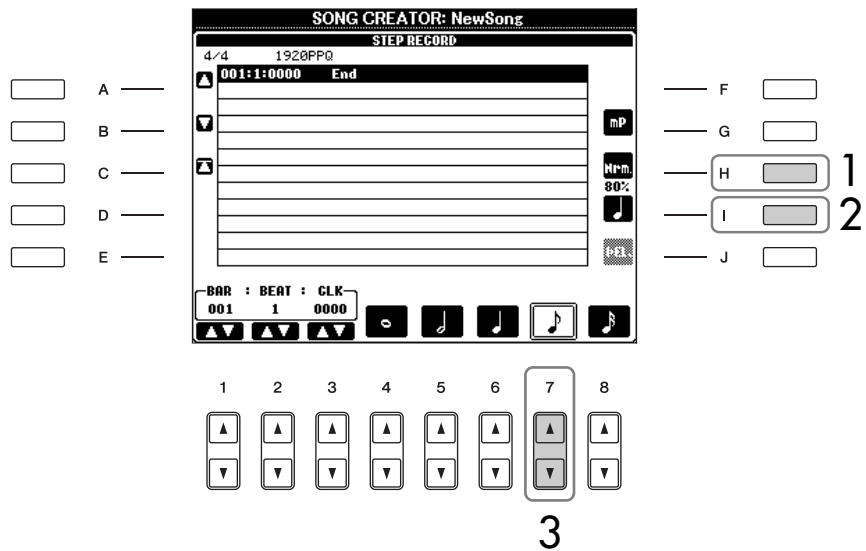 SONG CREATOR: NewSong
STEP RECORD
4/4 1920PPQ
001:1:0000 End
A
B
C
D
E
mP
Nrm.
80%
DEL.
F
G
H
I
J
1
2
BAR : BEAT : CLK
001 1 0000
1 2 3 4 5 6 7 8
3